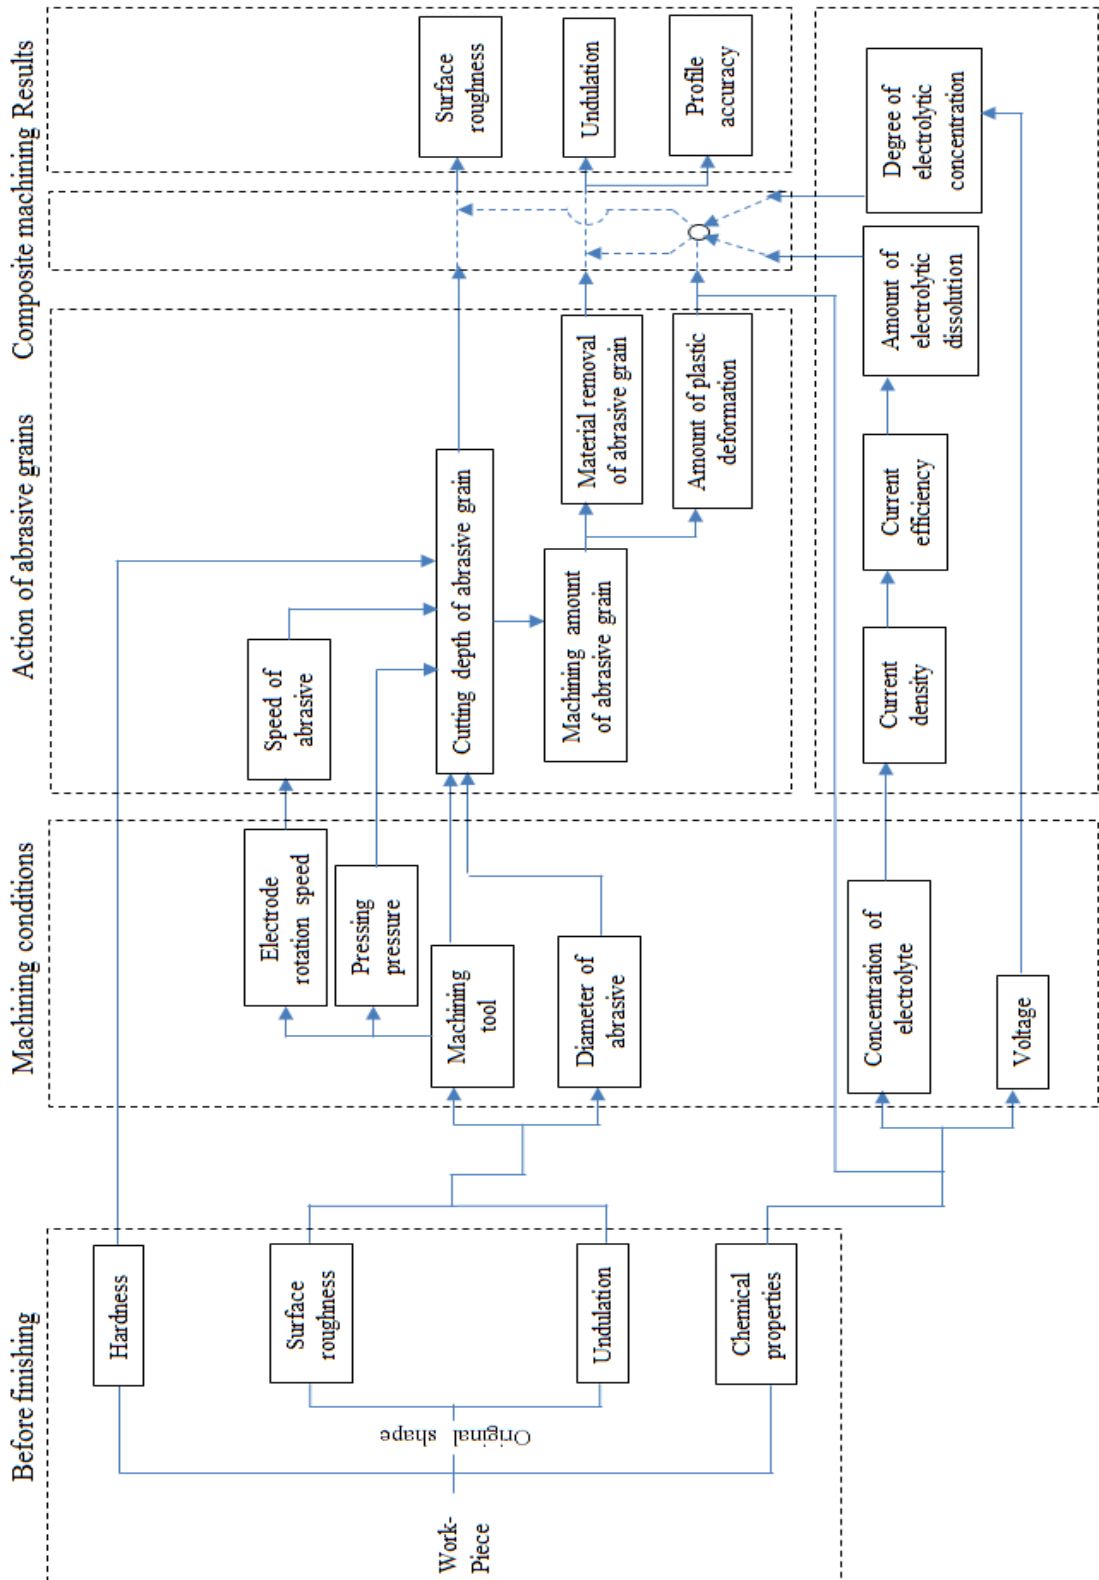 Before finishing
Machining conditions
Action of abrasive grains
Composite machining Results
Work-
Piece
Original shape
Hardness
Surface
roughness
Undulation
Chemical
properties
Electrode
rotation speed
Pressing
pressure
Machining
tool
Diameter of
abrasive
Concentration of
electrolyte
Voltage
Speed of
abrasive
Cutting depth of abrasive grain
Machining amount
of abrasive grain
Material removal
of abrasive grain
Amount of plastic
deformation
Current
density
Current
efficiency
Amount of
electrolytic
dissolution
Degree of
electrolytic
concentration
Surface
roughness
Undulation
Profile
accuracy